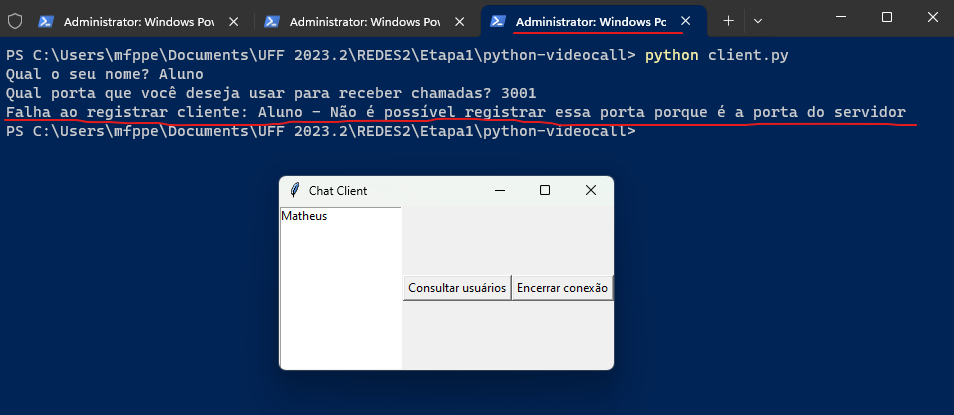 Administrator: Windows Pov
Administrator: Windows Pov
Administrator: Windows Pc
PS C:\Users\mfppe\Documents\UFF 2023.2\REDES2\Etapa1\python-videocall> python client.py
Qual o seu nome? Aluno
Qual porta que você deseja usar para receber chamadas? 3001
Falha ao registrar cliente: Aluno - Não é possível registrar essa porta porque é a porta do servidor
PS C:\Users\mfppe\Documents\UFF 2023.2\REDES2\Etapa1\python-videocall>
Chat Client
Matheus
Consultar usuários
Encerrar conexão